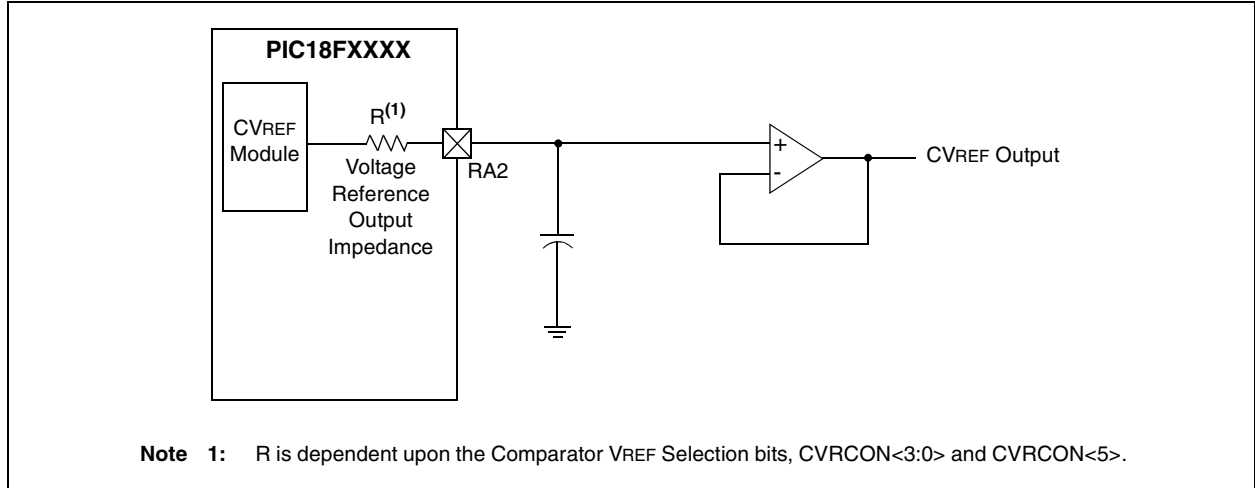 PIC18FXXXX
CVREF
Module
R(1)
Voltage
Reference
Output
Impedance
RA2
+
-
CVREF Output
Note 1: R is dependent upon the Comparator VREF Selection bits, CVRCON<3:0> and CVRCON<5>.